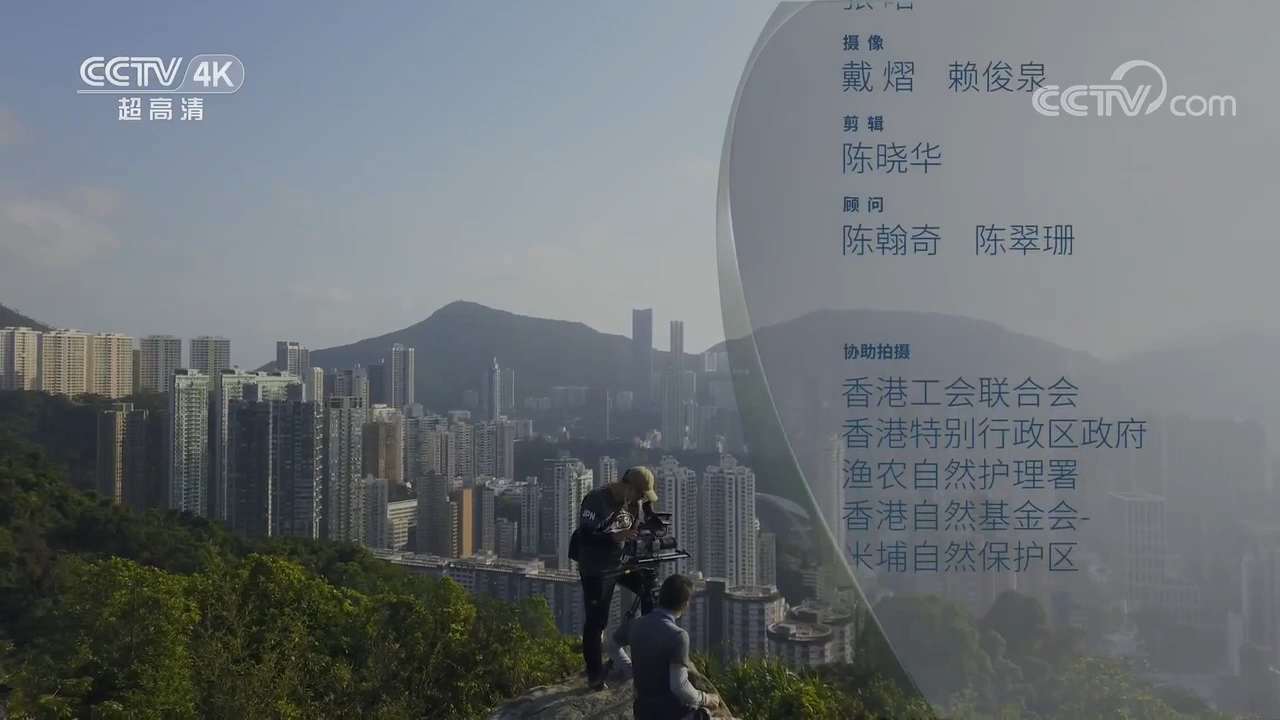 CCTV 4K
超高清
CCTV.com
摄像
戴熠 赖俊泉
剪辑
陈晓华
顾问
陈翰奇 陈翠珊
协助拍摄
香港工会联合会
香港特别行政区政府
渔农自然护理署
香港自然基金会-
米埔自然保护区